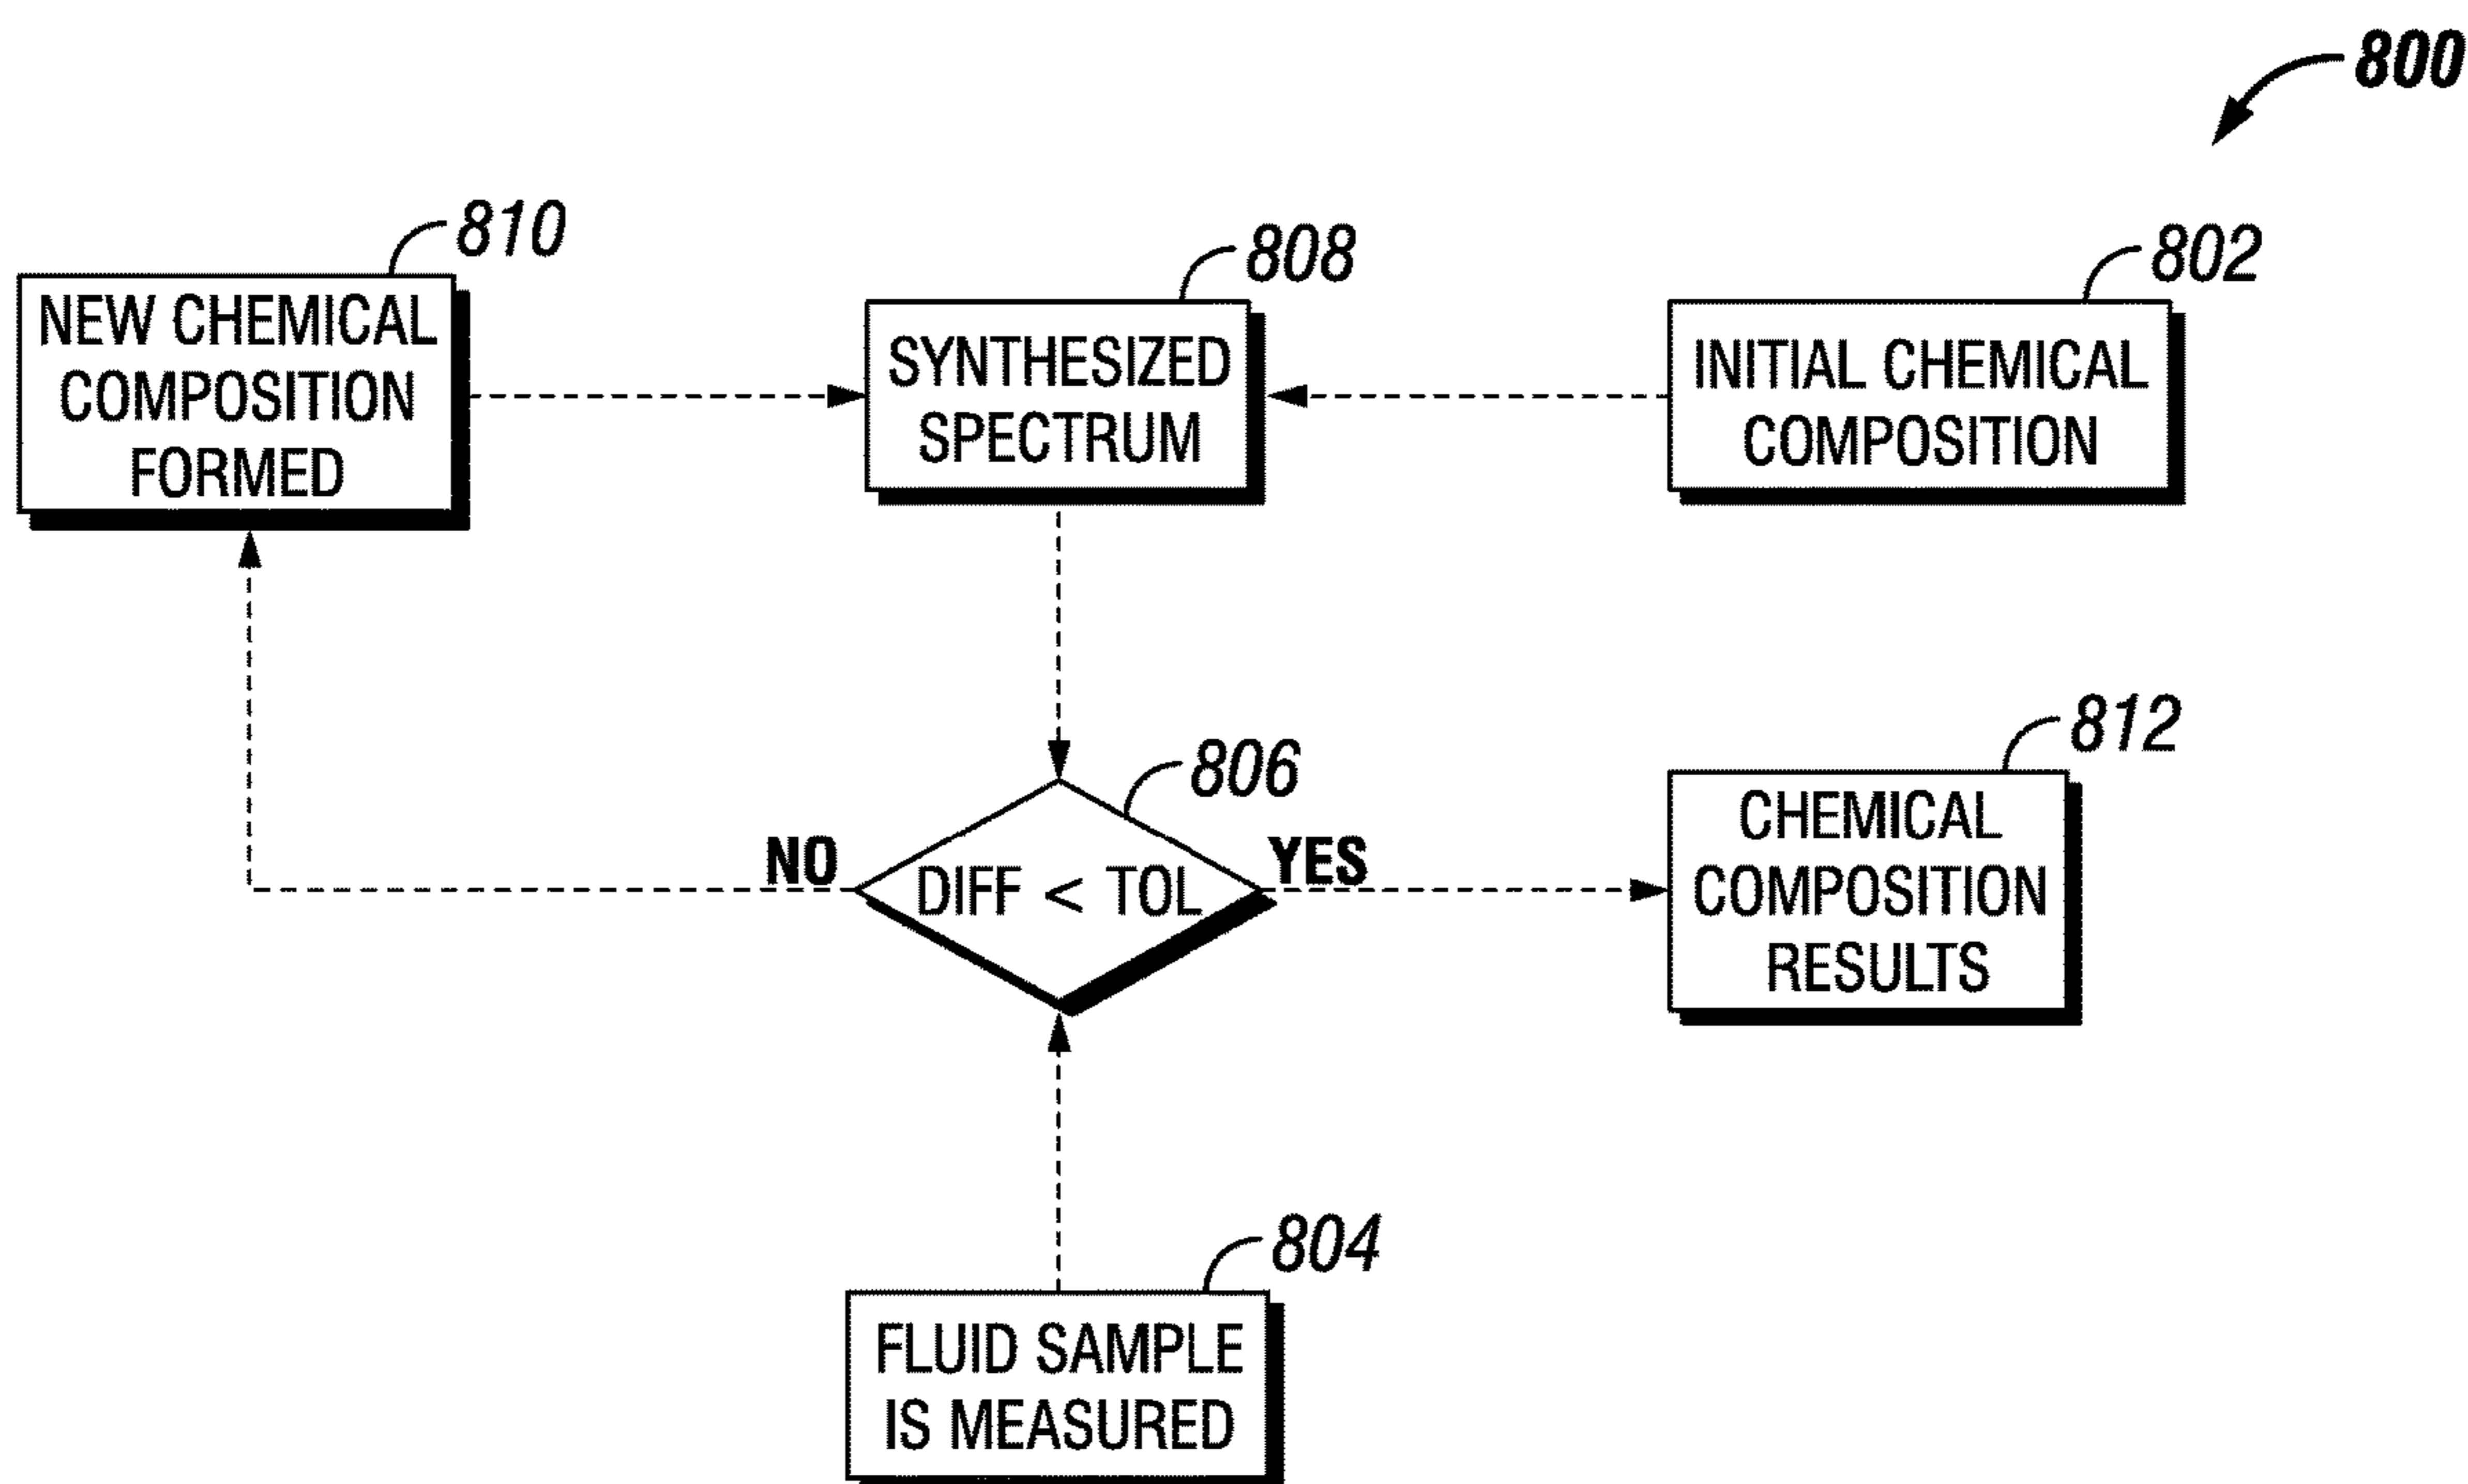 800
810
NEW CHEMICAL
COMPOSITION
FORMED
808
SYNTHESIZED
SPECTRUM
802
INITIAL CHEMICAL
COMPOSITION
806
NO
DIFF < TOL
YES
812
CHEMICAL
COMPOSITION
RESULTS
804
FLUID SAMPLE
IS MEASURED